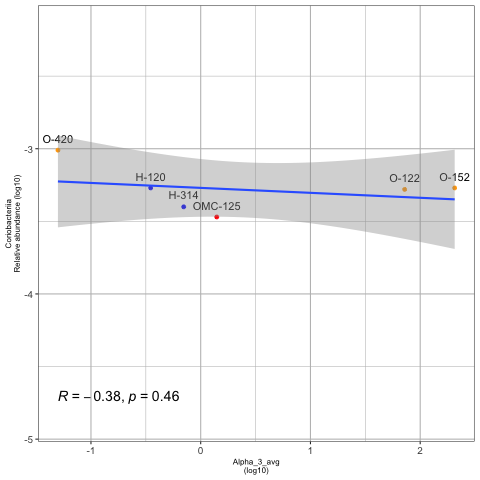 O-420
-3
H-120
O-122
O-152
H-314
OMC-125
Coriobacteria
Relative abundance (log10)
-4
R = −0.38, p = 0.46
-5
-1
0
1
2
Alpha_3_avg
(log10)